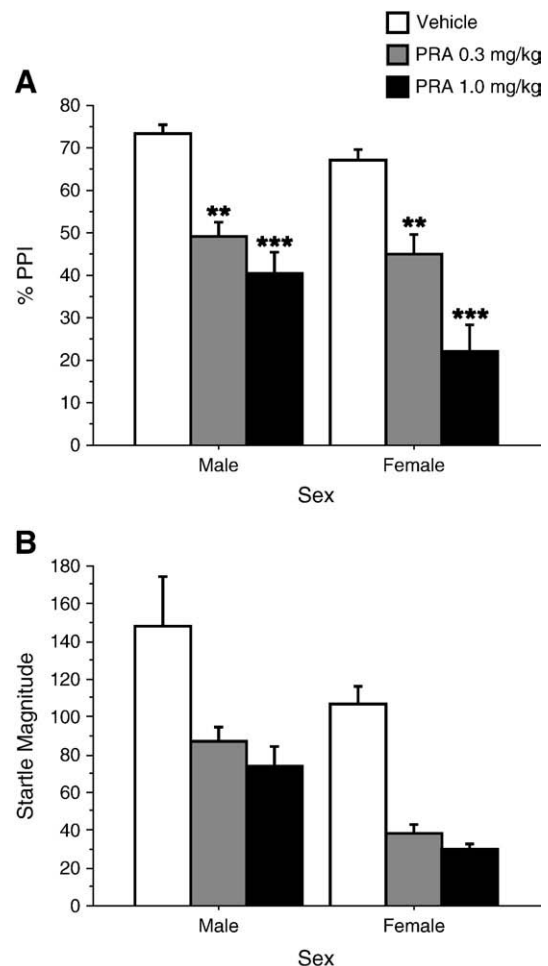 Vehicle
PRA 0.3 mg/kg
PRA 1.0 mg/kg
A
80
70
60
50
40
30
20
10
0
% PPI
**
***
**
***
Male
Female
Sex
B
180
160
140
120
100
80
60
40
20
0
Startle Magnitude
Male
Female
Sex